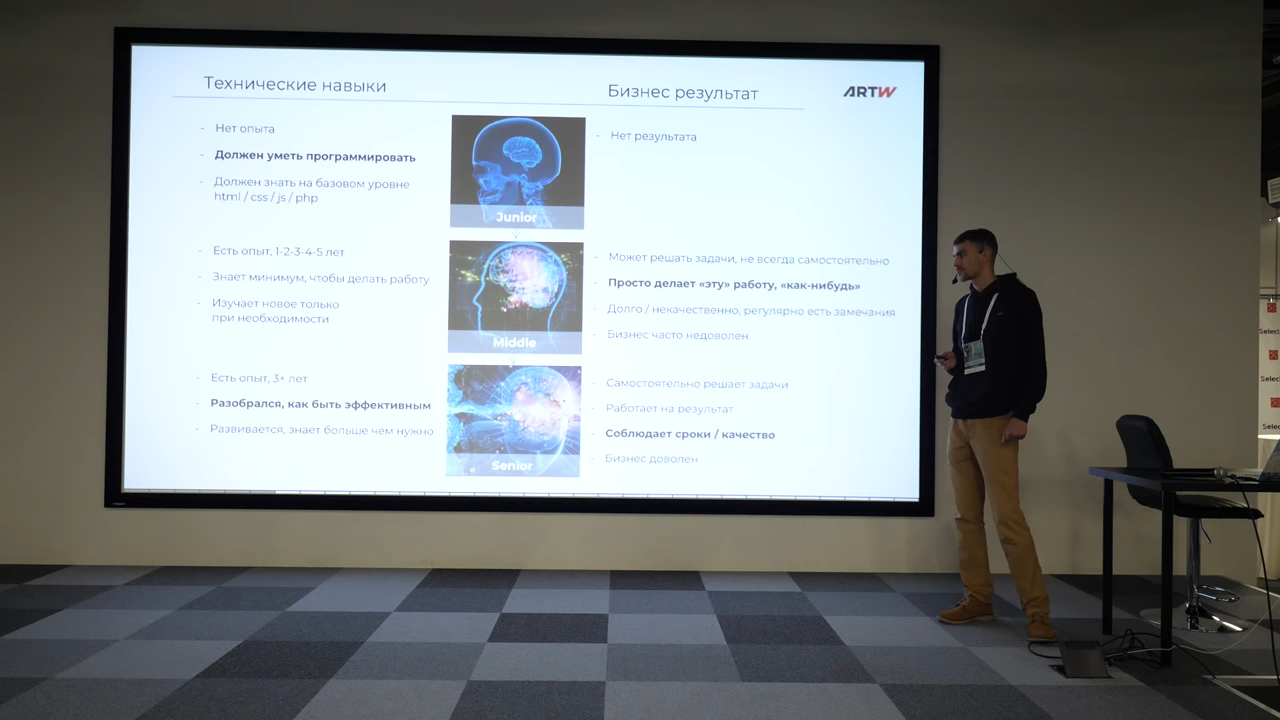 Технические навыки
Бизнес результат
ARTW
- Нет опыта
- Должен уметь программировать
- Должен знать на базовом уровне
html / css / js / php
Junior
- Нет результата
- Есть опыт, 1-2-3-4-5 лет
- Знает минимум, чтобы делать работу
- Изучает новое только
при необходимости
Middle
- Может решать задачи, не всегда самостоятельно
- Просто делает «эту» работу, «как-нибудь»
- Долго / некачественно, регулярно есть замечания
- Бизнес часто недоволен
- Есть опыт, 3+ лет
- Разобрался, как быть эффективным
- Развивается, знает больше чем нужно
Senior
- Самостоятельно решает задачи
- Работает на результат
- Соблюдает сроки / качество
- Бизнес доволен
Selec
Selec
Selec